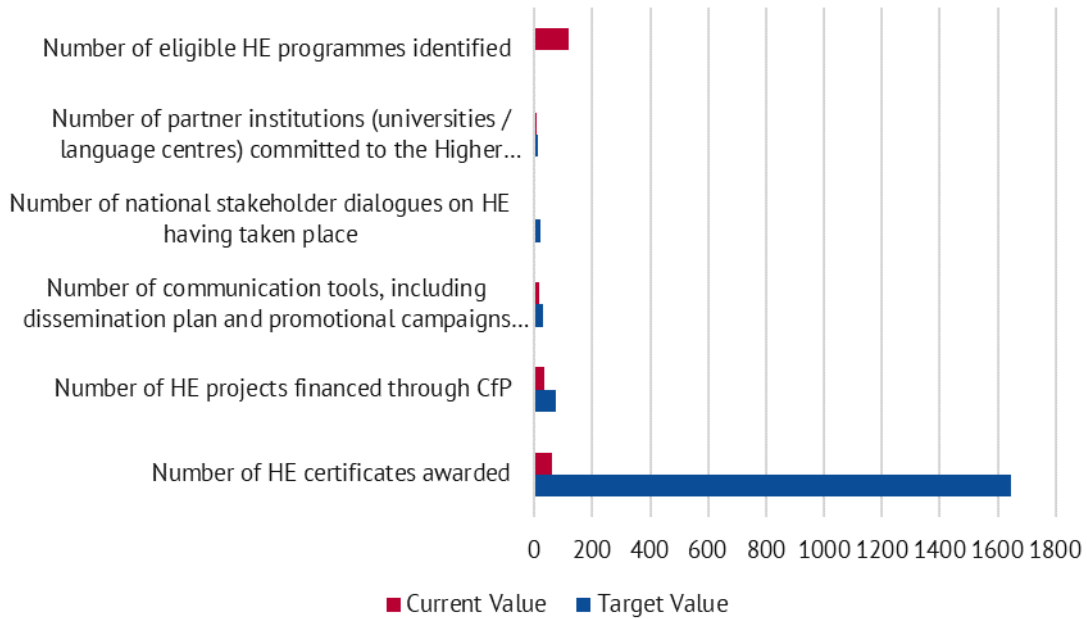 Number of eligible HE programmes identified
Number of partner institutions (universities /
language centres) committed to the Higher...
Number of national stakeholder dialogues on HE
having taken place
Number of communication tools, including
dissemination plan and promotional campaigns...
Number of HE projects financed through CfP
Number of HE certificates awarded
0 200 400 600 800 1000 1200 1400 1600 1800
Current Value Target Value